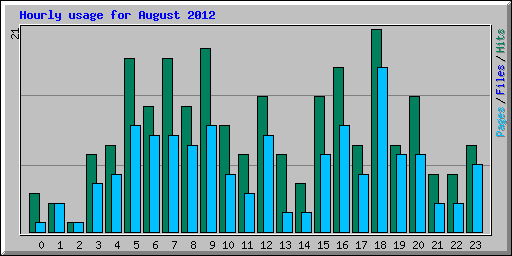 Hourly usage for August 2012
21
Pages / Files / Hits
0 1 2 3 4 5 6 7 8 9 10 11 12 13 14 15 16 17 18 19 20 21 22 23